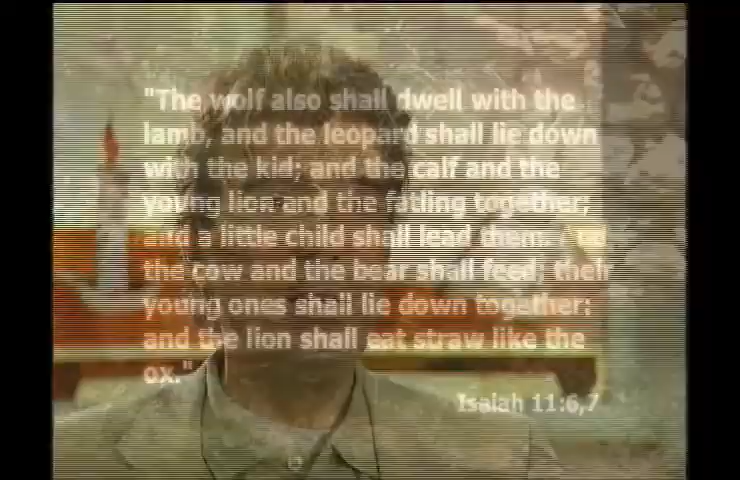 "The wolf also shall dwell with the
lamb, and the leopard shall lie down
with the kid; and the calf and the
young lion and the fatling together;
and a little child shall lead them.
the cow and the bear shall feed; their
young ones shall lie down together:
and the lion shall eat straw like the
ox."
Isaiah 11:6,7